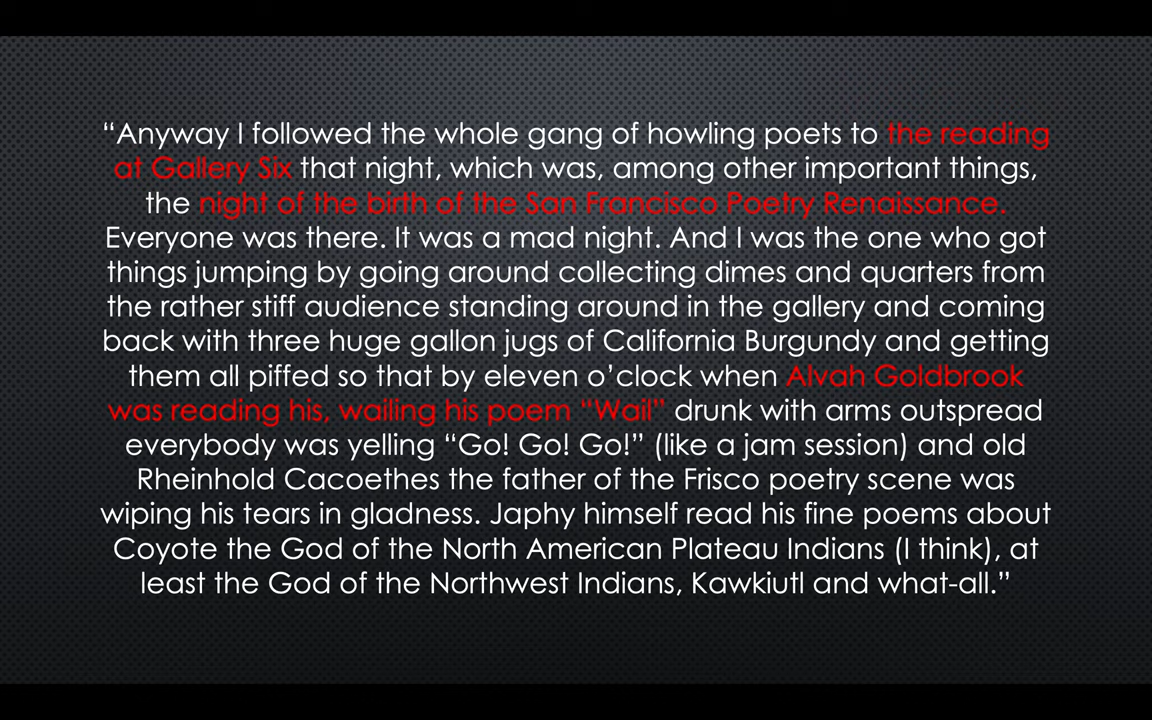 “Anyway I followed the whole gang of howling poets to the reading
at Gallery Six that night, which was, among other important things,
the night of the birth of the San Francisco Poetry Renaissance.
Everyone was there. It was a mad night. And I was the one who got
things jumping by going around collecting dimes and quarters from
the rather stiff audience standing around in the gallery and coming
back with three huge gallon jugs of California Burgundy and getting
them all piffed so that by eleven o’clock when Alvah Goldbrook
was reading his, wailing his poem “Wail” drunk with arms outspread
everybody was yelling “Go! Go! Go!” (like a jam session) and old
Rheinhold Cacoethes the father of the Frisco poetry scene was
wiping his tears in gladness. Japhy himself read his fine poems about
Coyote the God of the North American Plateau Indians (I think), at
least the God of the Northwest Indians, Kawkiutl and what-all.”